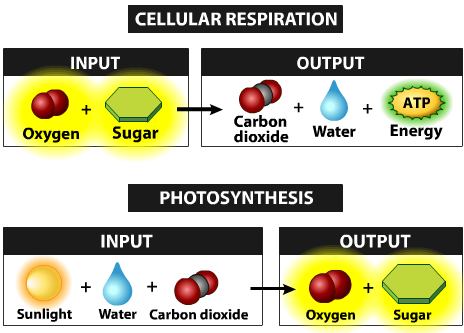 CELLULAR RESPIRATION
INPUT
OUTPUT
Oxygen + Sugar
Carbon
dioxide + Water + ATP
Energy
PHOTOSYNTHESIS
INPUT
OUTPUT
Sunlight + Water + Carbon dioxide
Oxygen + Sugar